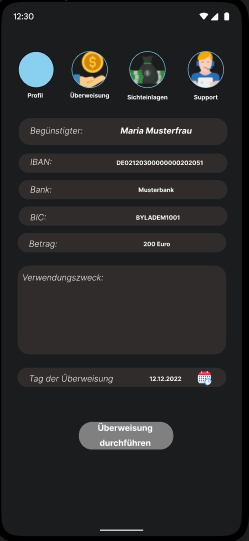 12:30
Profil
Überweisung
Sichteinlagen
Support
Begünstigter: Maria Musterfrau
IBAN: DE02120300000000202051
Bank: Musterbank
BIC: BYLADEM1001
Betrag: 200 Euro
Verwendungszweck:
Tag der Überweisung 12.12.2022
Überweisung
durchführen